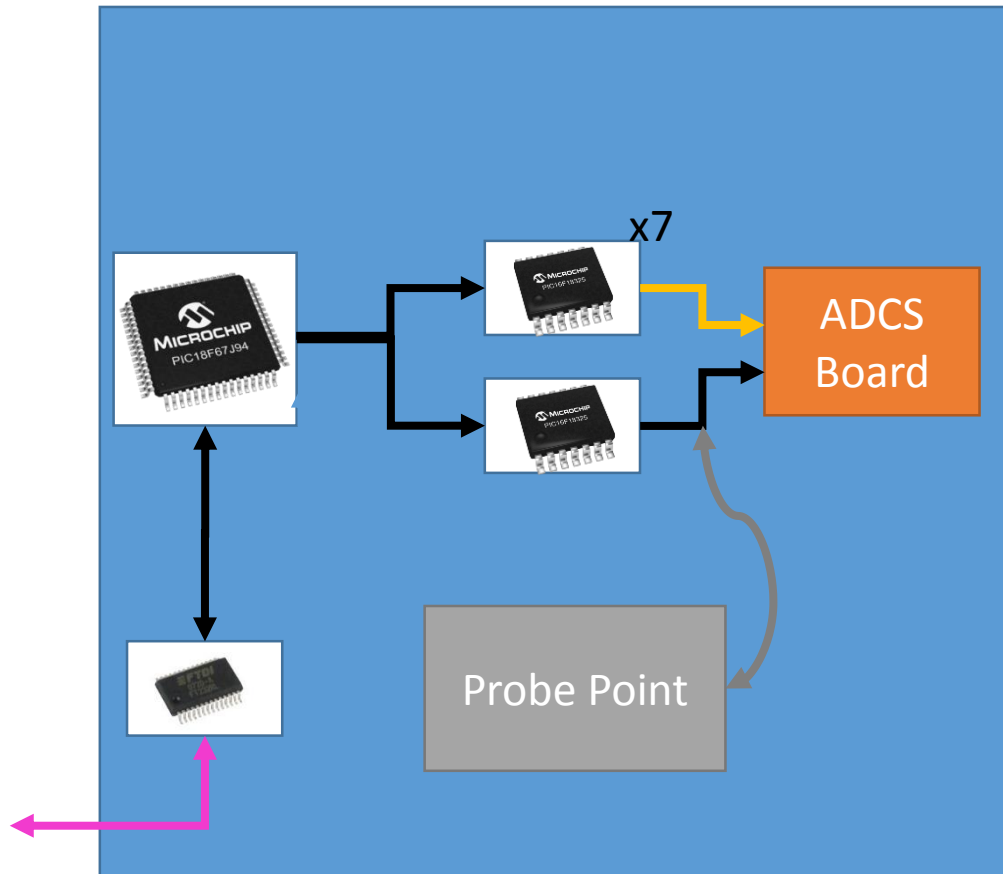 x7
MICROCHIP
PIC18F67J94
MICROCHIP
PIC16F18325
MICROCHIP
PIC16F18325
ADCS
Board
FTDI
Probe Point